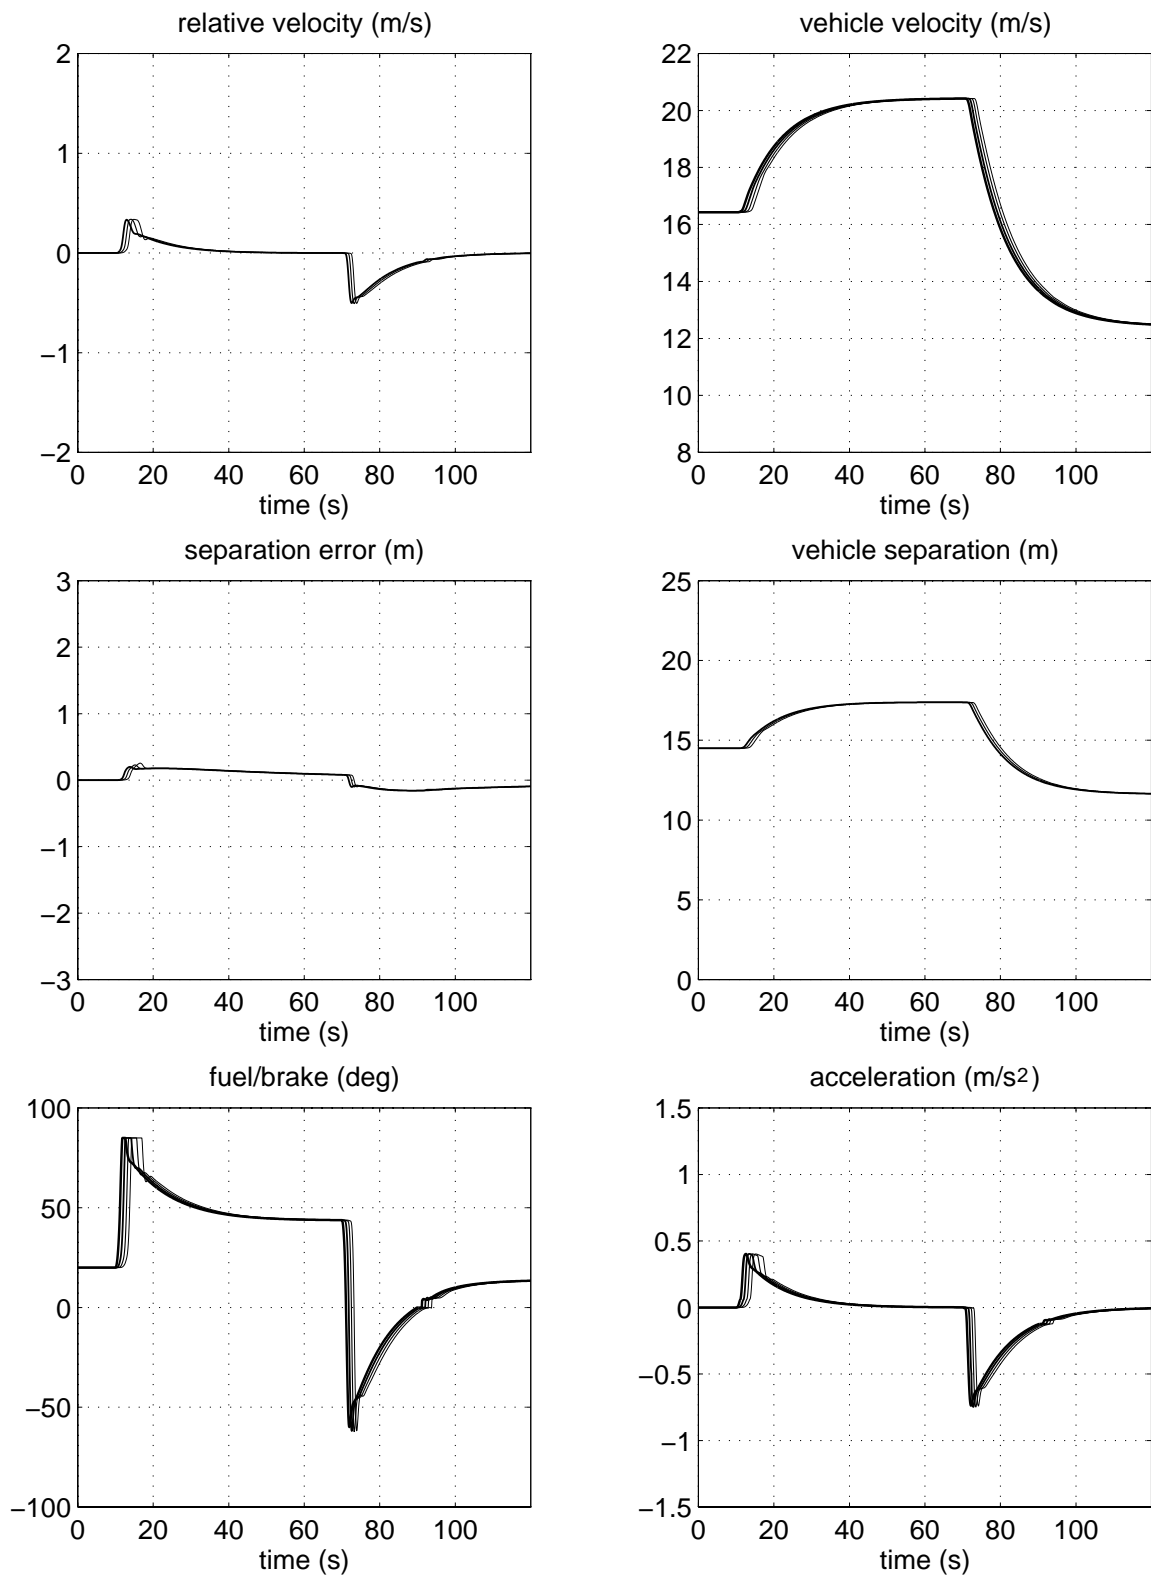 relative velocity (m/s)
2
1
0
−1
−2
0 20 40 60 80 100
time (s)
vehicle velocity (m/s)
22
20
18
16
14
12
10
8
0 20 40 60 80 100
time (s)
separation error (m)
3
2
1
0
−1
−2
−3
0 20 40 60 80 100
time (s)
vehicle separation (m)
25
20
15
10
5
0
0 20 40 60 80 100
time (s)
fuel/brake (deg)
100
50
0
−50
−100
0 20 40 60 80 100
time (s)
acceleration (m/s2)
1.5
1
0.5
0
−0.5
−1
−1.5
0 20 40 60 80 100
time (s)